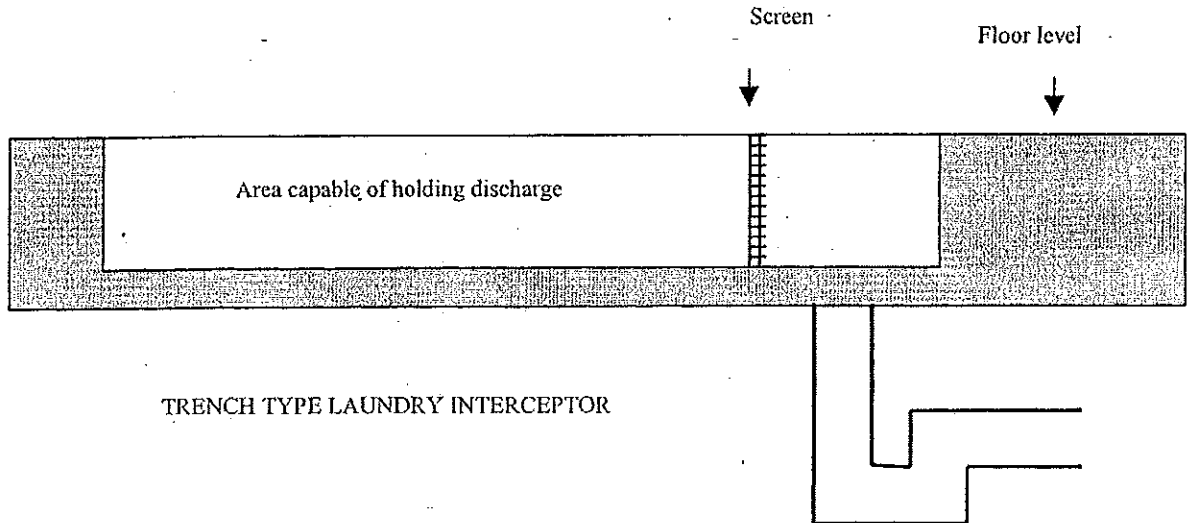 Screen
Floor level
Area capable of holding discharge
TRENCH TYPE LAUNDRY INTERCEPTOR